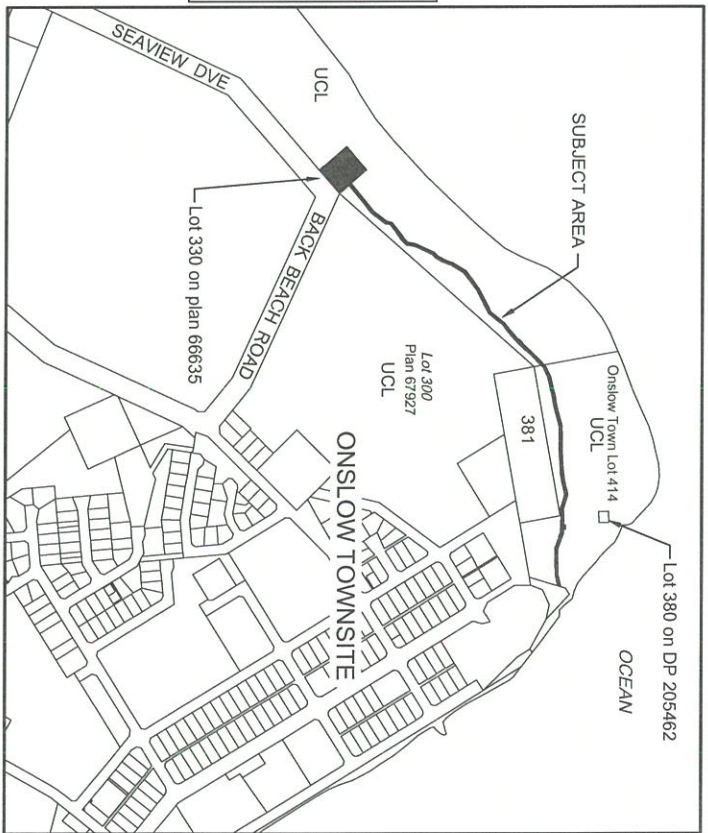 SEAVIEW DVE
UCL
SUBJECT AREA
Lot 330 on plan 66635
BACK BEACH ROAD
Lot 300
Plan 67927
UCL
381
Onslow Town Lot 414
UCL
Lot 380 on DP 205462
OCEAN
ONSLOW TOWNSITE